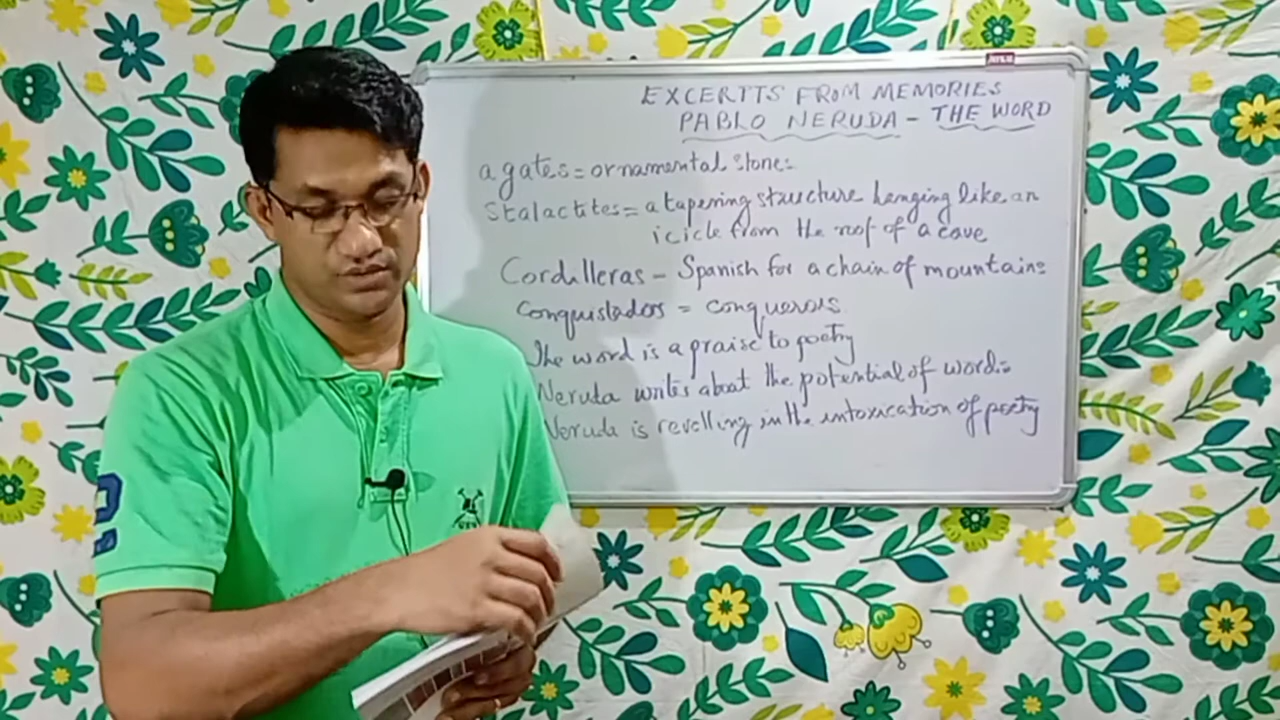 EXCERTTS FROM MEMORIES
PABLO NERUDA - THE WORD
agates = ornamental stones
Stalactites = a tapering structure hanging like an
icicle from the roof of a cave
Cordilleras - Spanish for a chain of mountains
Conquistadors = conquerors
The word is a praise to poetry
Neruda writes about the potential of words
Neruda is revelling in the intoxication of poetry